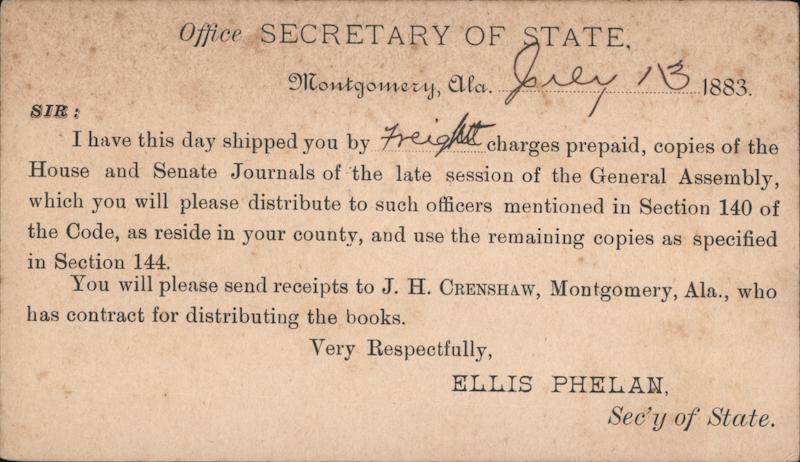 Office SECRETARY OF STATE,
Montgomery, Ala. July 13 1883.
SIR:
I have this day shipped you by Freight charges prepaid, copies of the
House and Senate Journals of the late session of the General Assembly,
which you will please distribute to such officers mentioned in Section 140 of
the Code, as reside in your county, and use the remaining copies as specified
in Section 144.
You will please send receipts to J. H. CRENSHAW, Montgomery, Ala., who
has contract for distributing the books.
Very Respectfully,
ELLIS PHELAN,
Sec'y of State.